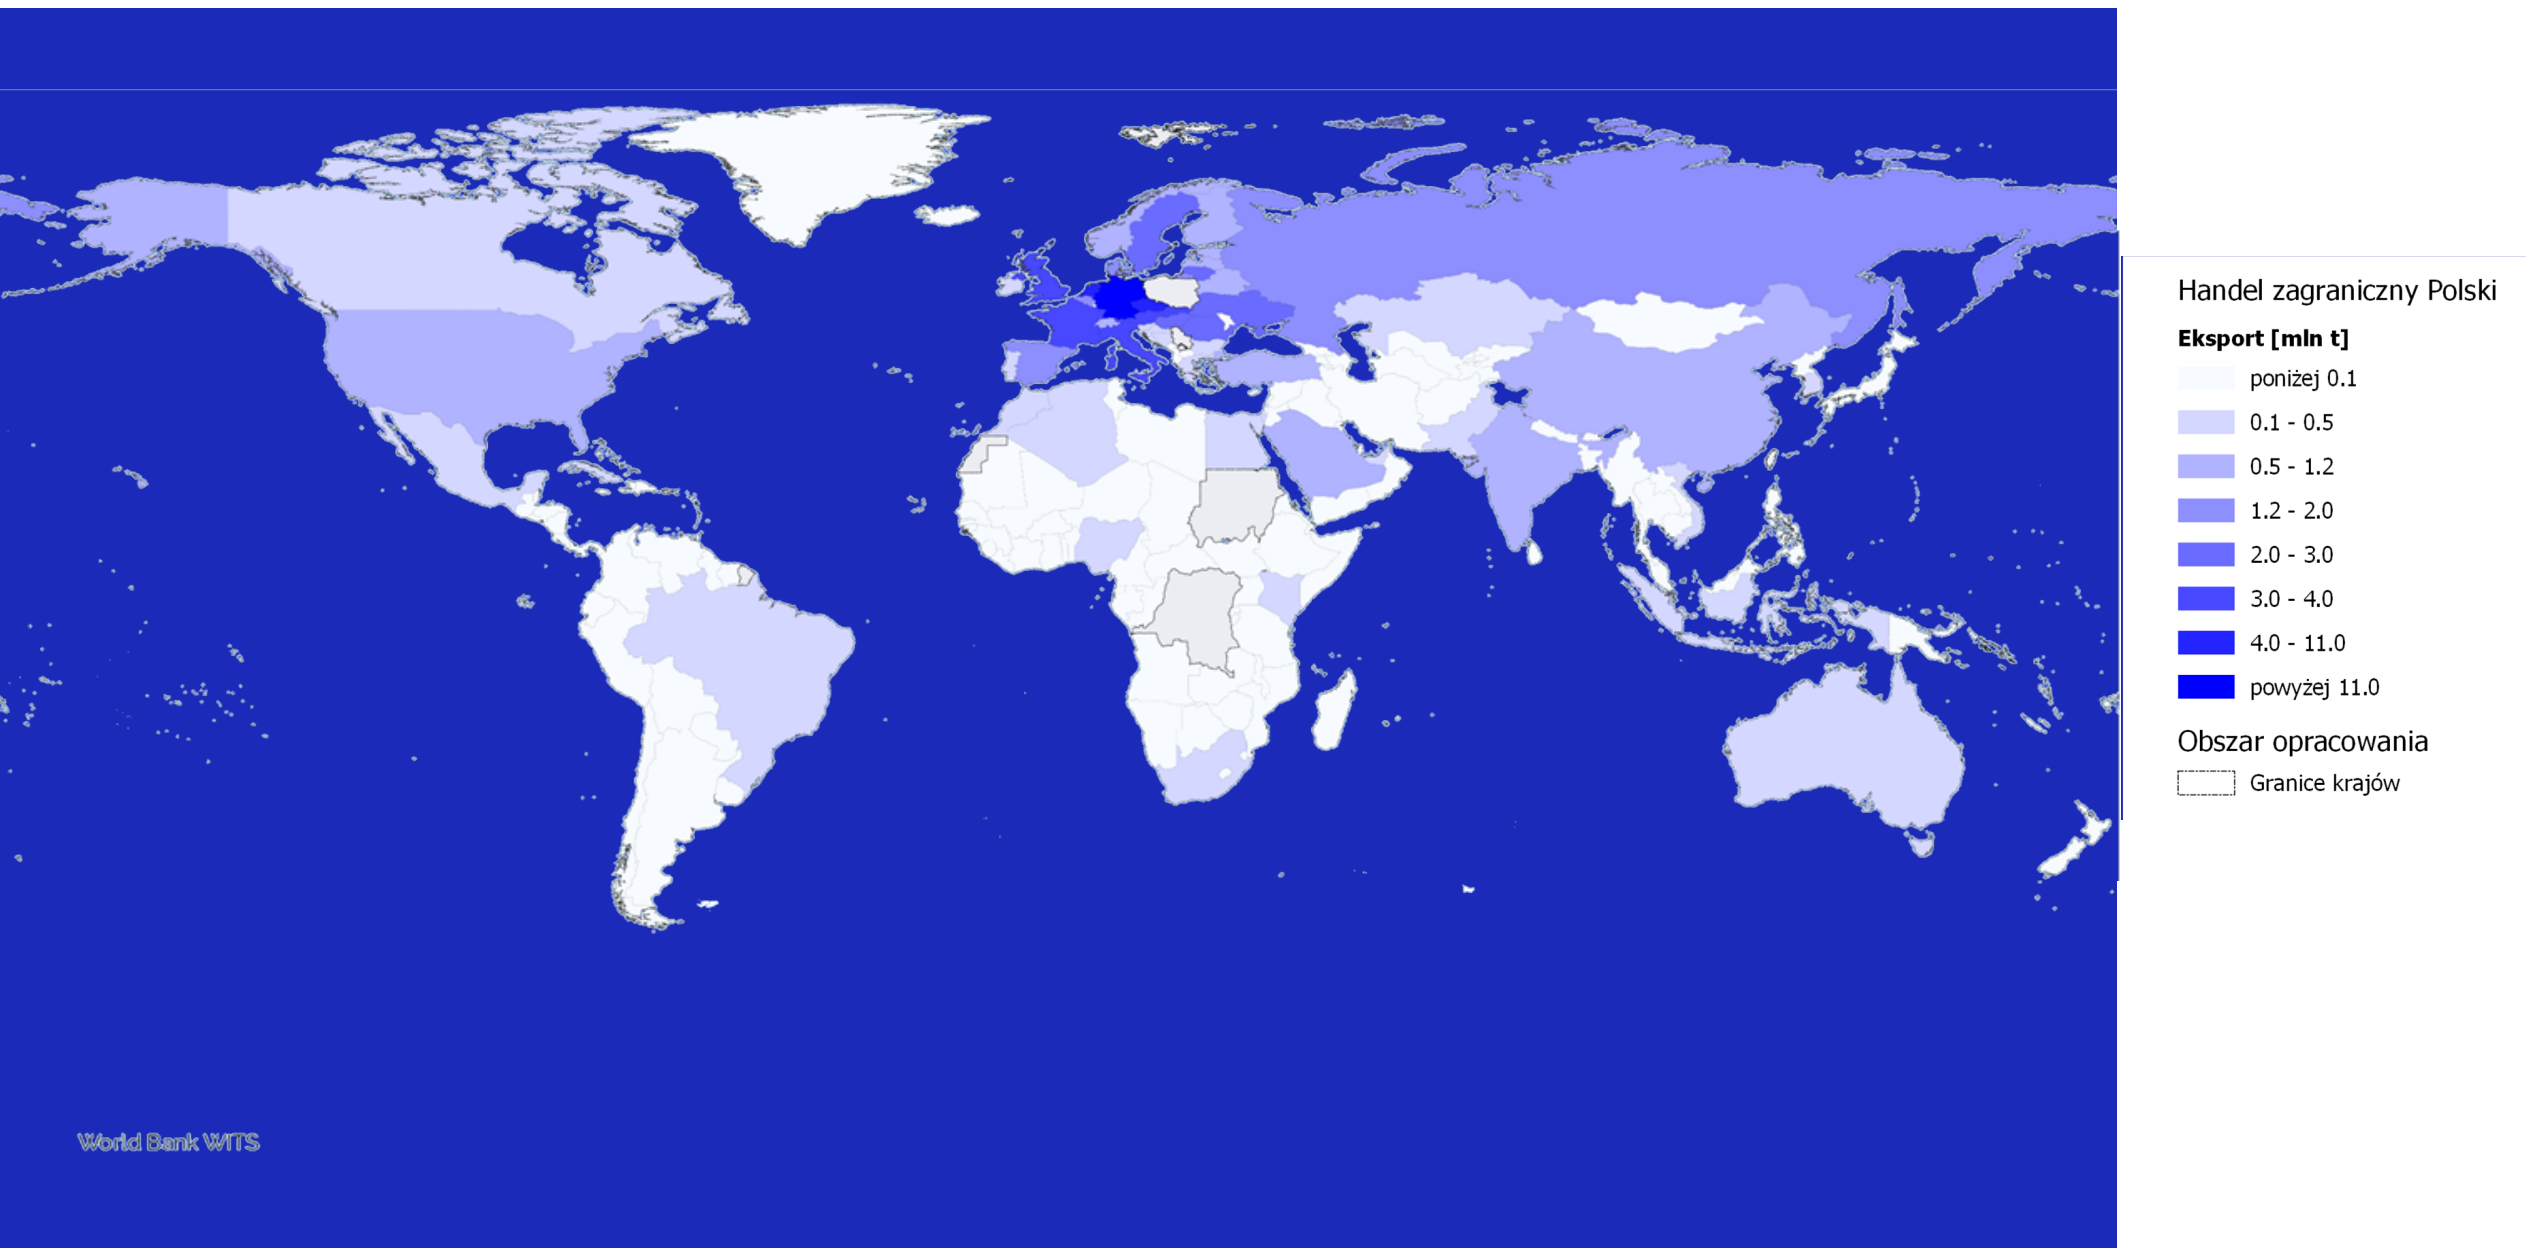 Handel zagraniczny Polski
Eksport [mln t]
poniżej 0.1
0.1 - 0.5
0.5 - 1.2
1.2 - 2.0
2.0 - 3.0
3.0 - 4.0
4.0 - 11.0
powyżej 11.0
Obszar opracowania
Granice krajów
World Bank WITS